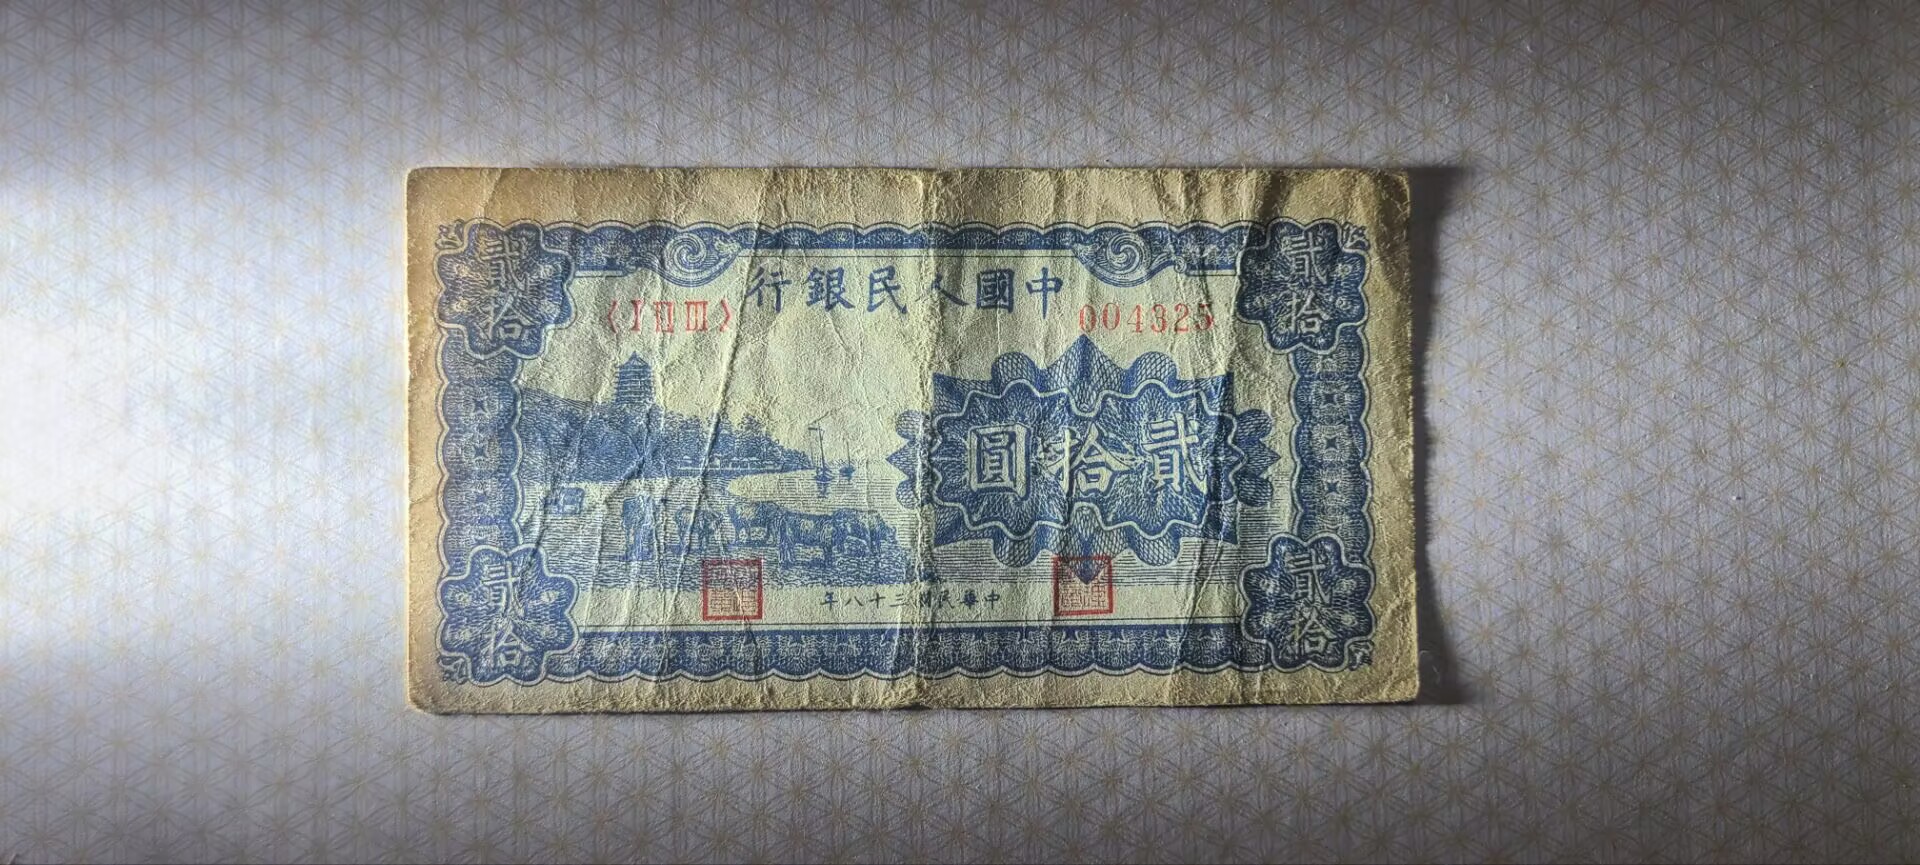 中國人民銀行
〈I II III〉
004325
貳拾
貳拾
貳拾圓
貳拾
貳拾
中華民國三十八年